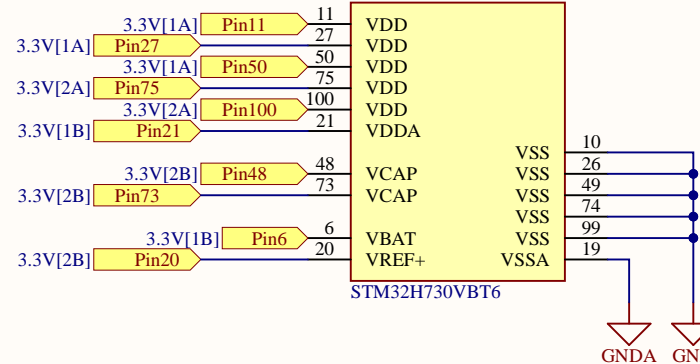 3.3V[1A] Pin11 11 VDD
3.3V[1A] Pin27 27 VDD
3.3V[1A] Pin50 50 VDD
3.3V[2A] Pin75 75 VDD
3.3V[2A] Pin100 100 VDD
3.3V[1B] Pin21 21 VDDA
VSS 10
3.3V[2B] Pin48 48 VCAP VSS 26
3.3V[2B] Pin73 73 VCAP VSS 49
VSS 74
3.3V[1B] Pin6 6 VBAT VSS 99
3.3V[2B] Pin20 20 VREF+ VSSA 19
STM32H730VBT6
GNDA GN